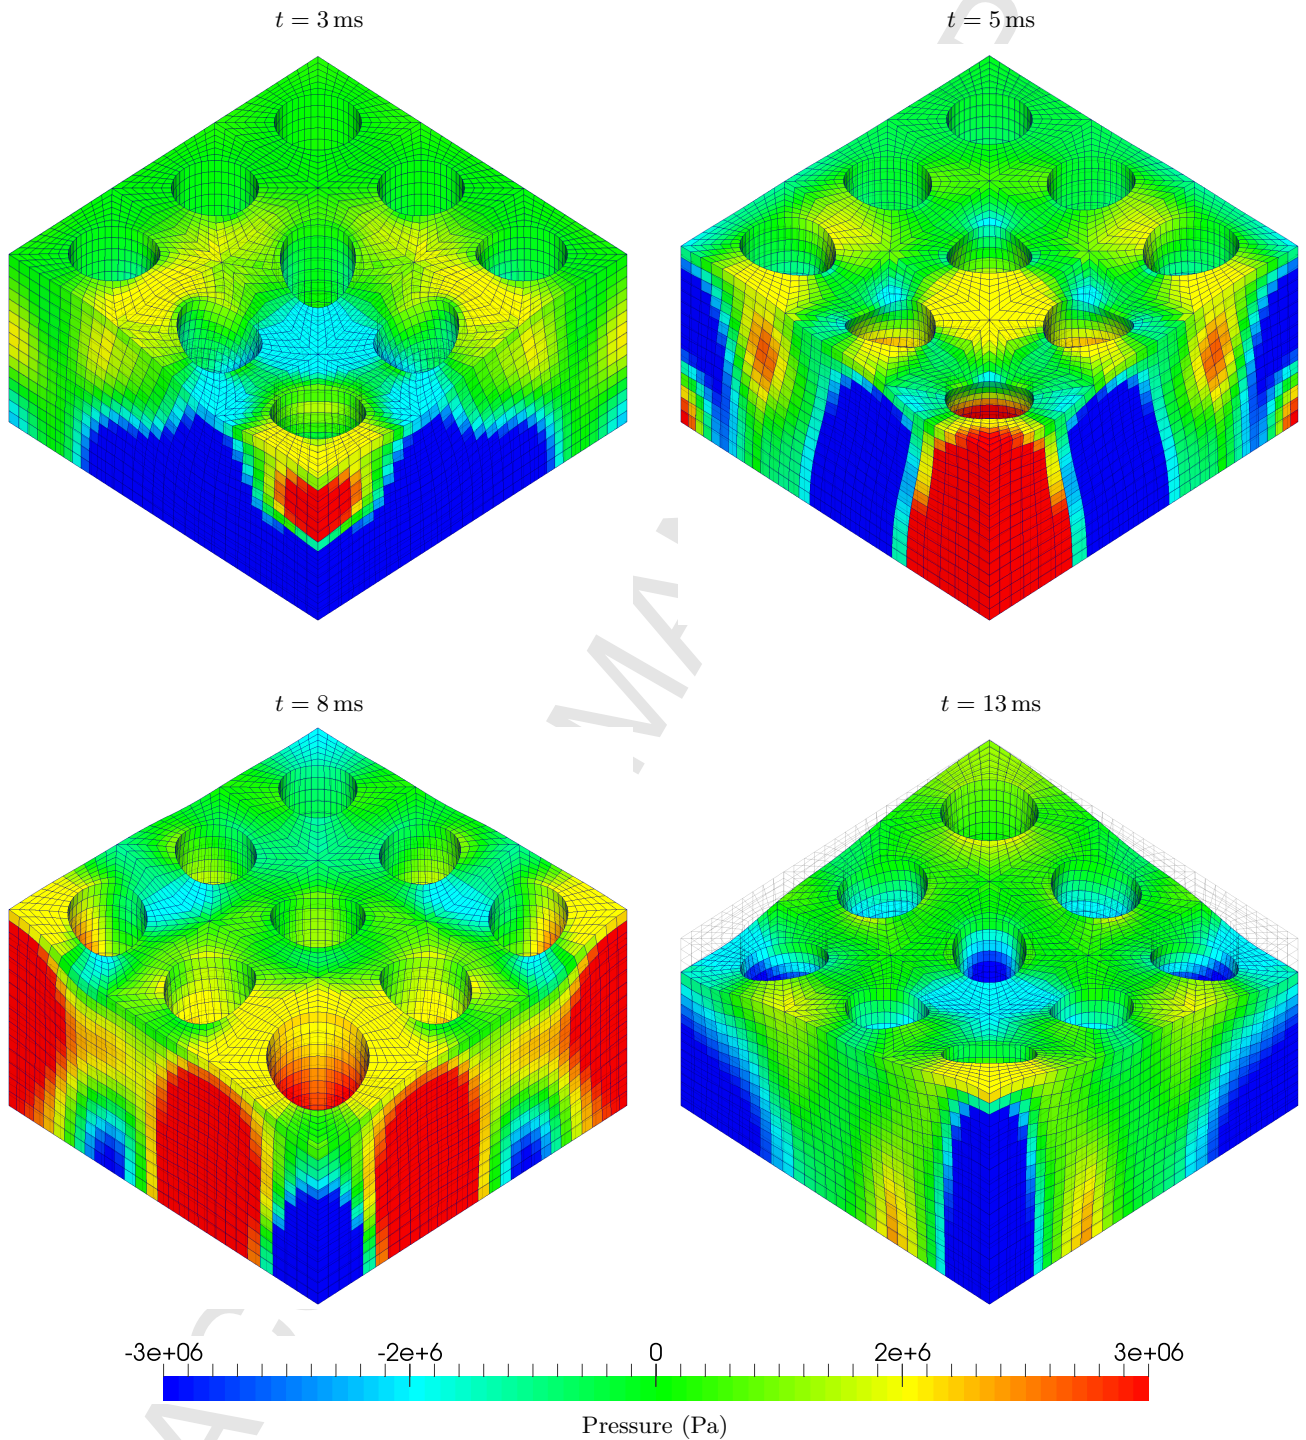 t = 3 ms
t = 5 ms
t = 8 ms
t = 13 ms
-3e+06 -2e+6 0 2e+6 3e+06
Pressure (Pa)